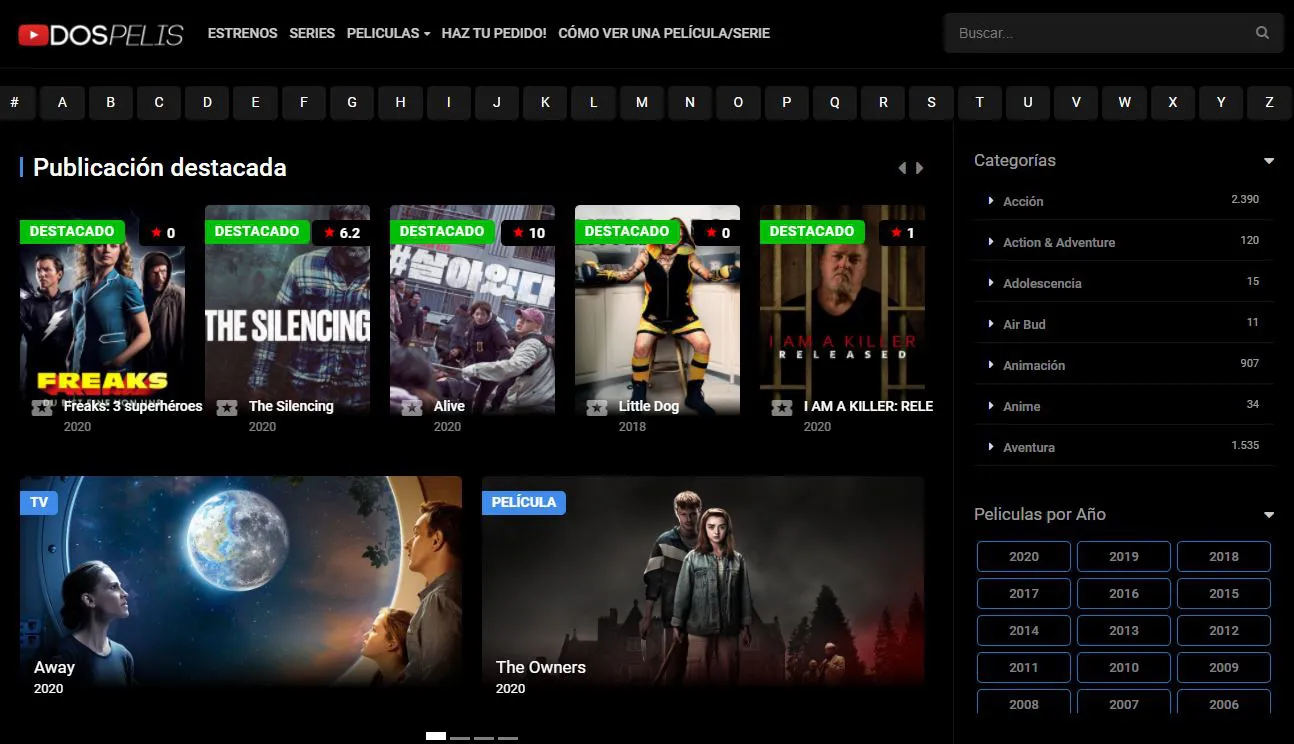 DOSPELIS
ESTRENOS SERIES PELICULAS HAZ TU PEDIDO! CÓMO VER UNA PELÍCULA/SERIE
Buscar...
# A B C D E F G H I J K L M N O P Q R S T U V W X Y Z
Publicación destacada
DESTACADO 0
FREAKS
Freaks: 3 superhéroes
2020
DESTACADO 6.2
THE SILENCING
The Silencing
2020
DESTACADO 10
#살아있다
Alive
2020
DESTACADO 0
Little Dog
2018
DESTACADO 1
I AM A KILLER
RELEASED
I AM A KILLER: RELE
2020
TV
Away
2020
PELÍCULA
The Owners
2020
Categorías
Acción 2.390
Action & Adventure 120
Adolescencia 15
Air Bud 11
Animación 907
Anime 34
Aventura 1.535
Peliculas por Año
2020 2019 2018
2017 2016 2015
2014 2013 2012
2011 2010 2009
2008 2007 2006